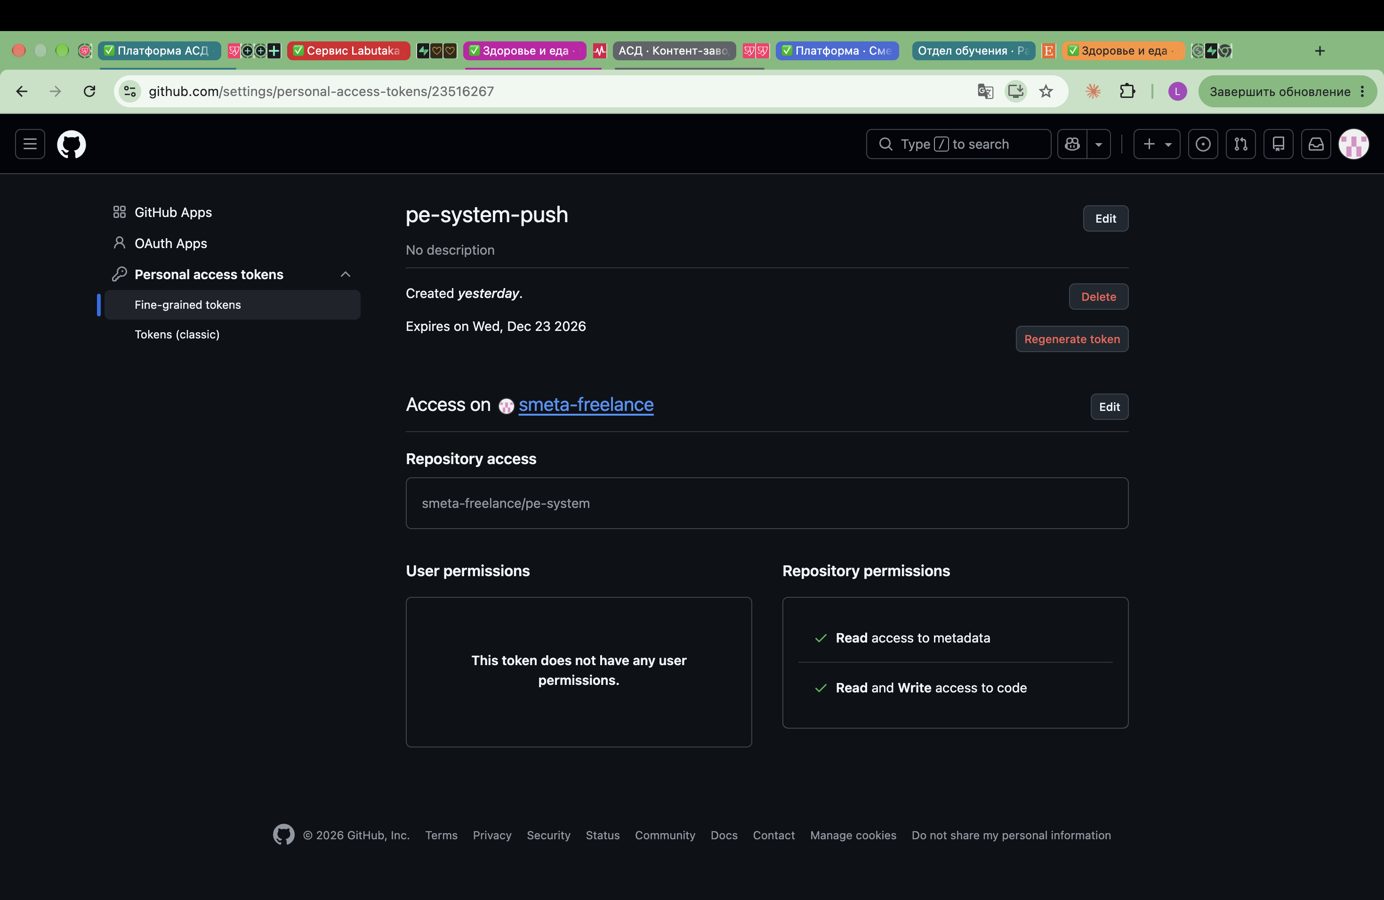 ✅ Платформа АСД
✅ Сервис Labutaka
✅ Здоровье и еда ·
АСД · Контент-заво
✅ Платформа · Сме
Отдел обучения · Ра
✅ Здоровье и еда ·
github.com/settings/personal-access-tokens/23516267
L
Завершить обновление
Type / to search
GitHub Apps
OAuth Apps
Personal access tokens
Fine-grained tokens
Tokens (classic)
pe-system-push
Edit
No description
Created yesterday.
Delete
Expires on Wed, Dec 23 2026
Regenerate token
Access on smeta-freelance
Edit
Repository access
smeta-freelance/pe-system
User permissions
This token does not have any user
permissions.
Repository permissions
Read access to metadata
Read and Write access to code
© 2026 GitHub, Inc. Terms Privacy Security Status Community Docs Contact Manage cookies Do not share my personal information